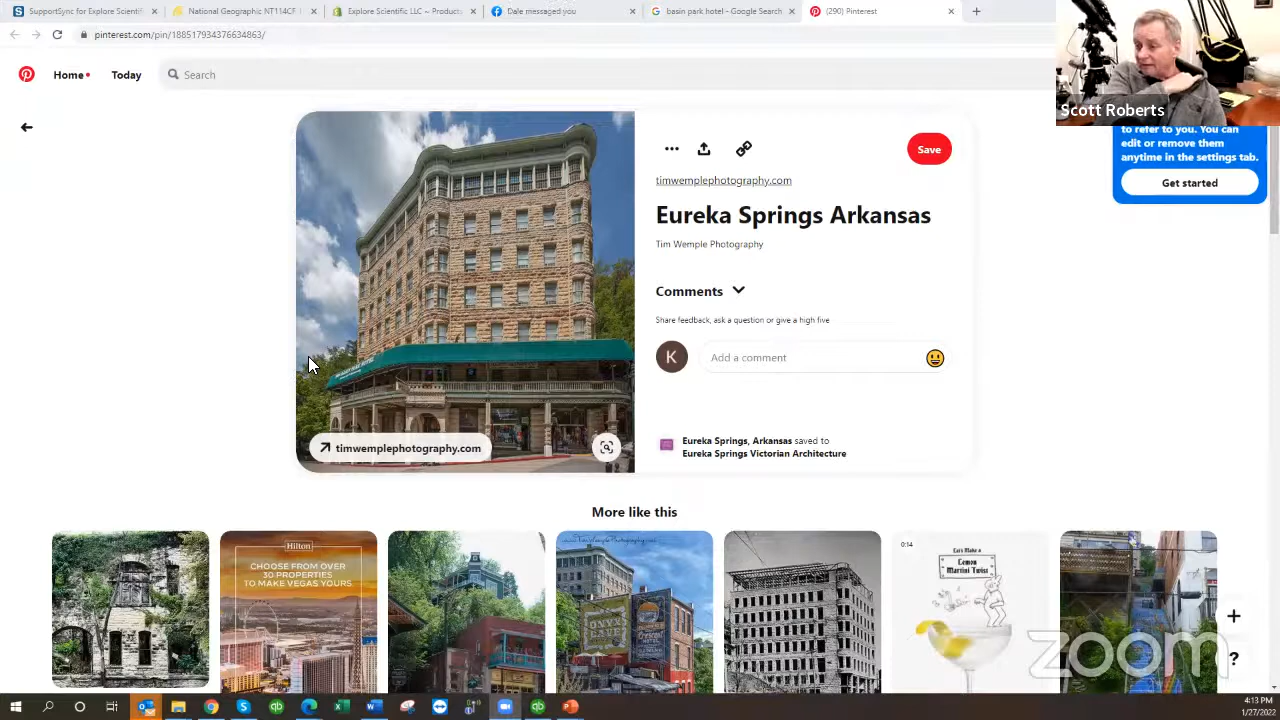 SupportSync for Explore Scientifi
National Geographic NT114CF
Explore Scientific LLC ~ Product
Dale messaged you
basin park hotel - Google Search
(290) Pinterest
pinterest.com/pin/188517934376634863/
Home
Today
Search
Scott Roberts
to refer to you. You can
edit or remove them
anytime in the settings tab.
Get started
Save
timwemplephotography.com
Eureka Springs Arkansas
Tim Wemple Photography
Comments
Share feedback, ask a question or give a high five
K
Add a comment
timwemplephotography.com
Eureka Springs, Arkansas saved to
Eureka Springs Victorian Architecture
More like this
Hilton
CHOOSE FROM OVER
30 PROPERTIES
TO MAKE VEGAS YOURS
ONYX
CAVE
0:14
Let's Make a
Lemon
Martini Twist
zoom
4:13 PM
1/27/2022